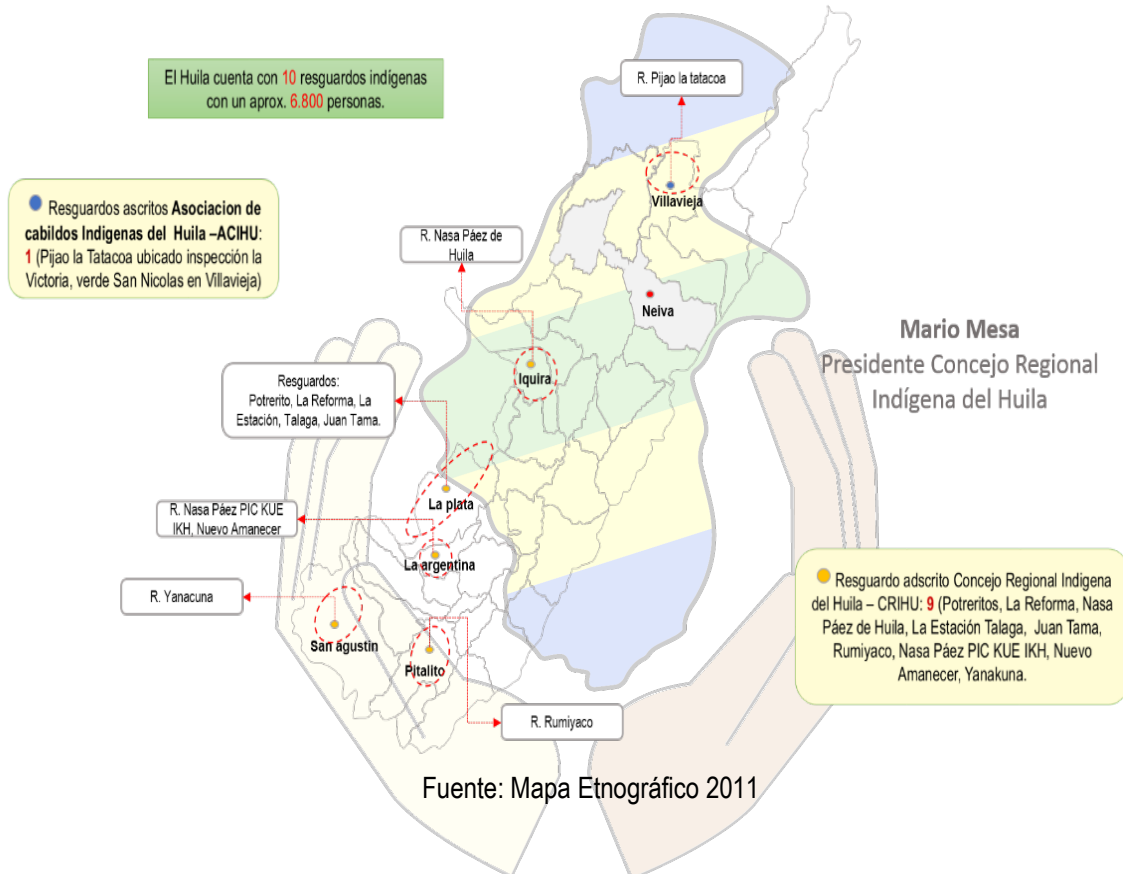 El Huila cuenta con 10 resguardos indígenas
con un aprox. 6.800 personas.
R. Pijao la tatacoa
Resguardos ascritos Asociacion de
cabildos Indigenas del Huila –ACIHU:
1 (Pijao la Tatacoa ubicado inspección la
Victoria, verde San Nicolas en Villavieja)
Villavieja
R. Nasa Páez de
Huila
Neiva
Mario Mesa
Presidente Concejo Regional
Indígena del Huila
Iquira
Resguardos:
Potrerito, La Reforma, La
Estación, Talaga, Juan Tama.
La plata
R. Nasa Páez PIC KUE
IKH, Nuevo Amanecer
La argentina
Resguardo adscrito Concejo Regional Indigena
del Huila – CRIHU: 9 (Potreritos, La Reforma, Nasa
Páez de Huila, La Estación Talaga, Juan Tama,
Rumiyaco, Nasa Páez PIC KUE IKH, Nuevo
Amanecer, Yanakuna.
R. Yanacuna
San agustin
Pitalito
R. Rumiyaco
Fuente: Mapa Etnográfico 2011